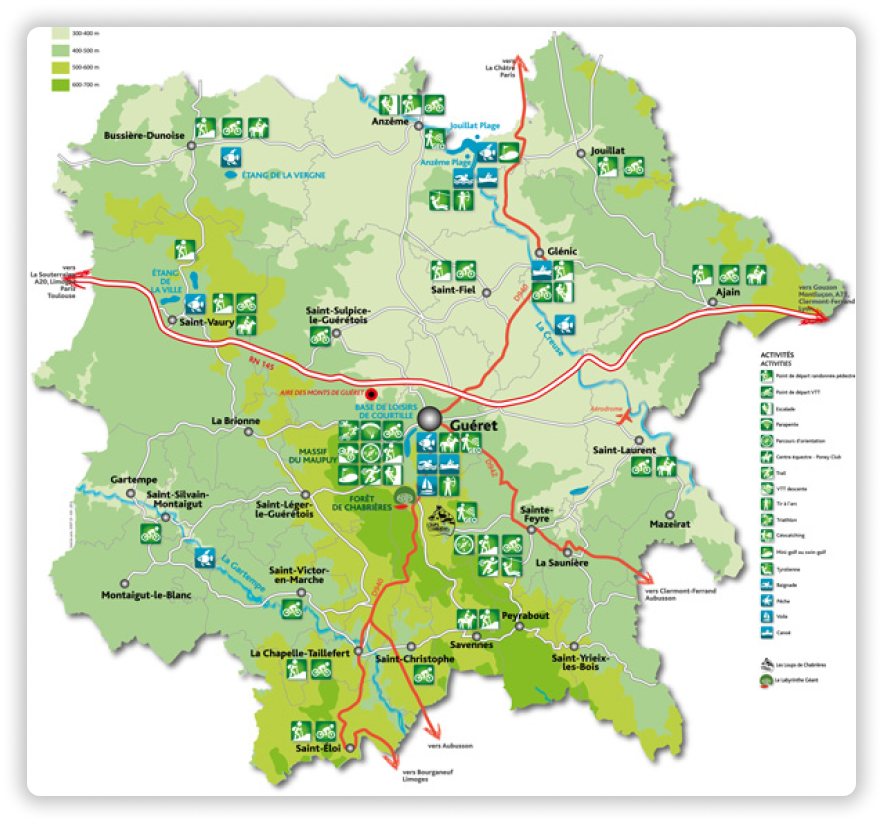 300-400 m
400-500 m
500-600 m
600-700 m
vers
La Châtre
Paris
Bussière-Dunoise
Anzême
Jouillat Plage
Anzême Plage
Jouillat
ÉTANG DE LA VERGNE
GEO
Glénic
vers
La Souterraine
A20, Limoges
Paris
Toulouse
ÉTANG
DE
LA VILLE
Saint-Vaury
Saint-Fiel
D940
La Creuse
Ajain
vers Gouzon
Montluçon, A71,
Clermont-Ferrand
Lyon
Saint-Sulpice-
le-Guérétois
RN 145
AIRE DES MONTS DE GUÉRET
BASE DE LOISIRS
DE COURTILLE
Guéret
Aérodrome
La Brionne
MASSIF
DU MAUPUY
GEO
D942
Saint-Laurent
Gartempe
Saint-Silvain-
Montaigut
Saint-Léger-
le-Guérétois
FORÊT
DE CHABRIÈRES
GEO
Sainte-
Feyre
Mazeirat
La Saunière
La Gartempe
Montaigut-le-Blanc
Saint-Victor-
en-Marche
D940
vers Clermont-Ferrand
Aubusson
Peyrabout
Savennes
La Chapelle-Taillefert
Saint-Christophe
Saint-Yrieix-
les-Bois
Saint-Éloi
vers Aubusson
vers Bourganeuf
Limoges
ACTIVITÉS
ACTIVITIES
Point de départ randonnée pédestre
Point de départ VTT
Escalade
Parapente
Parcours d'orientation
Centre équestre - Poney Club
Trail
VTT descente
Tir à l'arc
Triathlon
Géocatching
Mini golf ou swin golf
Tyrolienne
Baignade
Pêche
Voile
Canoë
Les Loups de Chabrières
Le Labyrinthe Géant